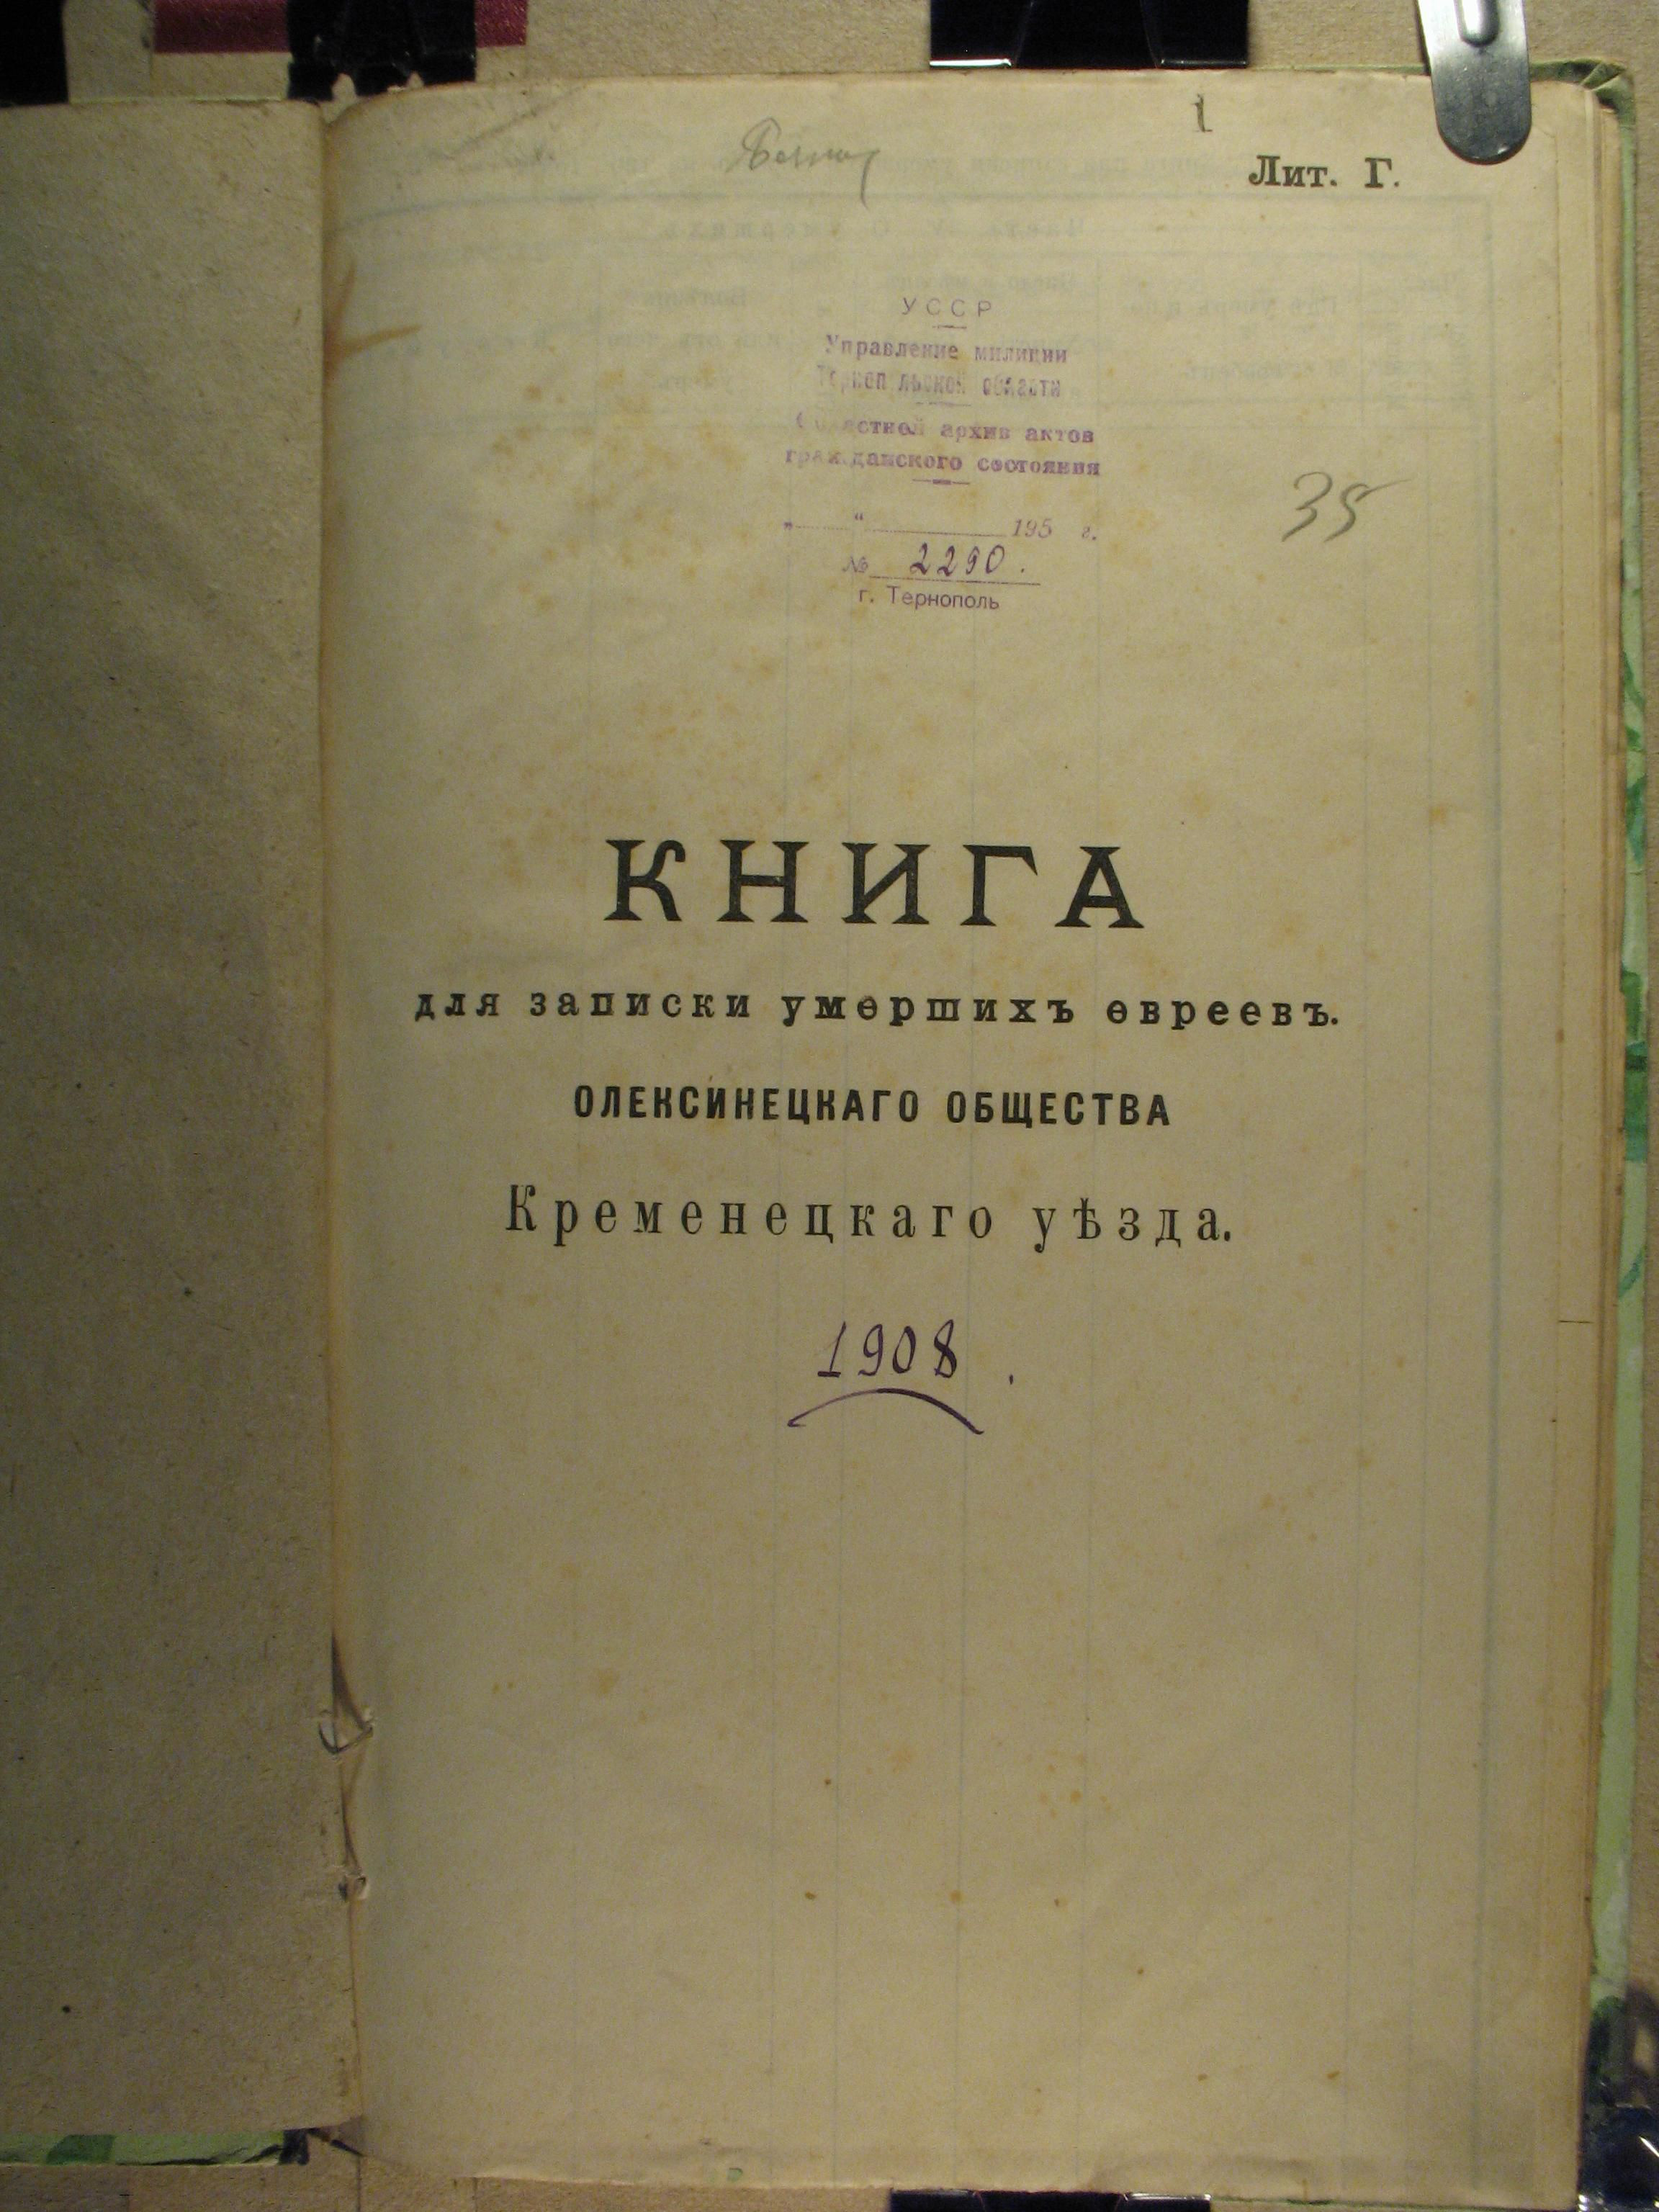 1
Лит. Г.
УССР
Управление милиции
Тернопльской области
Областной архив актов
гражданского состояния
„ “ 195 г.
№ 2290.
г. Тернополь
35
КНИГА
для записки умершихъ евреевъ.
ОЛЕКСИНЕЦКАГО ОБЩЕСТВА
Кременецкаго уѣзда.
1908.